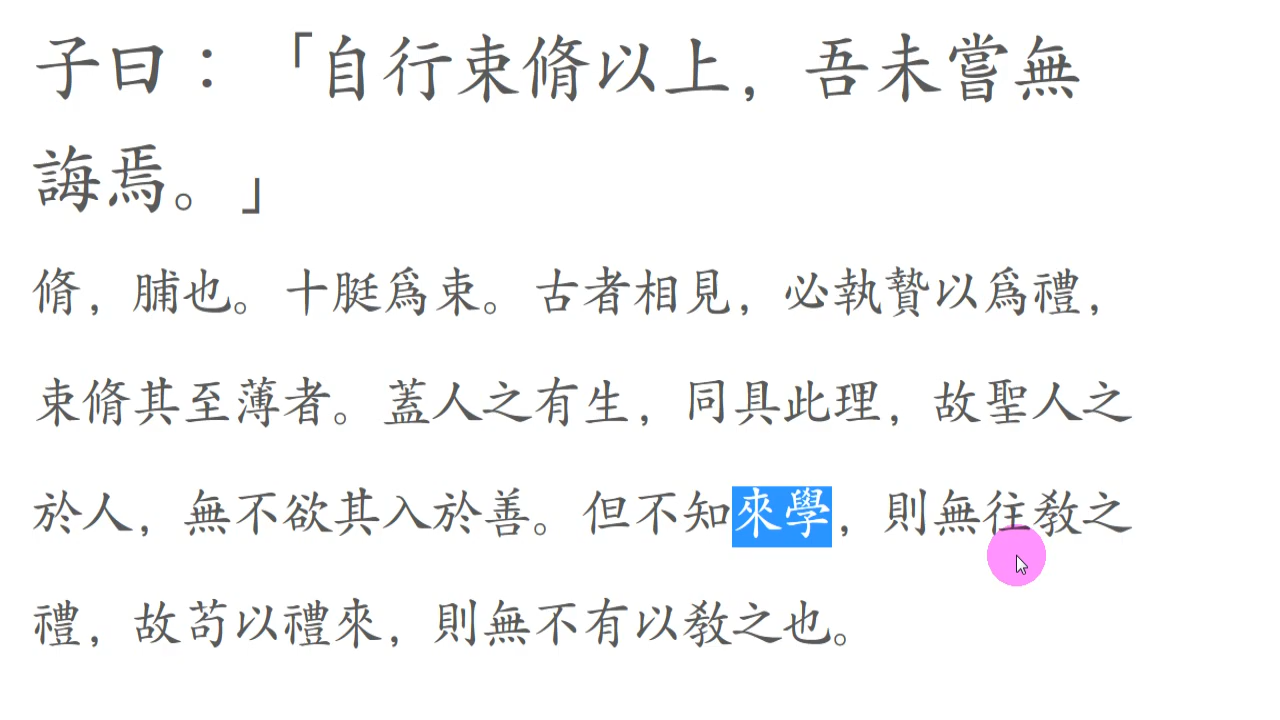 子曰：「自行束脩以上，吾未嘗無
誨焉。」
脩，脯也。十脡爲束。古者相見，必執贄以爲禮，
束脩其至薄者。蓋人之有生，同具此理，故聖人之
於人，無不欲其入於善。但不知來學，則無往教之
禮，故苟以禮來，則無不有以教之也。